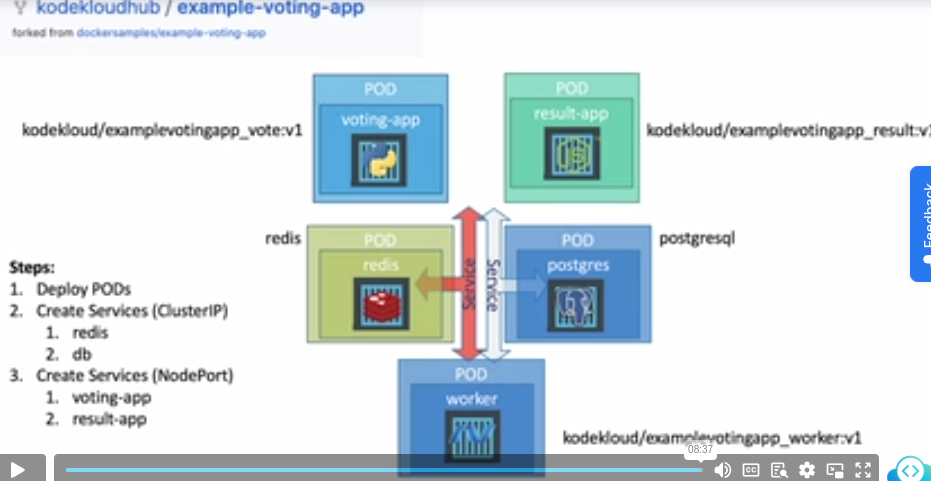 kodekloudhub / example-voting-app
forked from dockersamples/example-voting-app
POD
voting-app
kodekloud/examplevotingapp_vote:v1
POD
result-app
kodekloud/examplevotingapp_result:v1
redis
POD
redis
Service
Service
POD
postgres
postgresql
Steps:
1. Deploy PODs
2. Create Services (ClusterIP)
1. redis
2. db
3. Create Services (NodePort)
1. voting-app
2. result-app
POD
worker
kodekloud/examplevotingapp_worker:v1
08:37
CC
Feedback